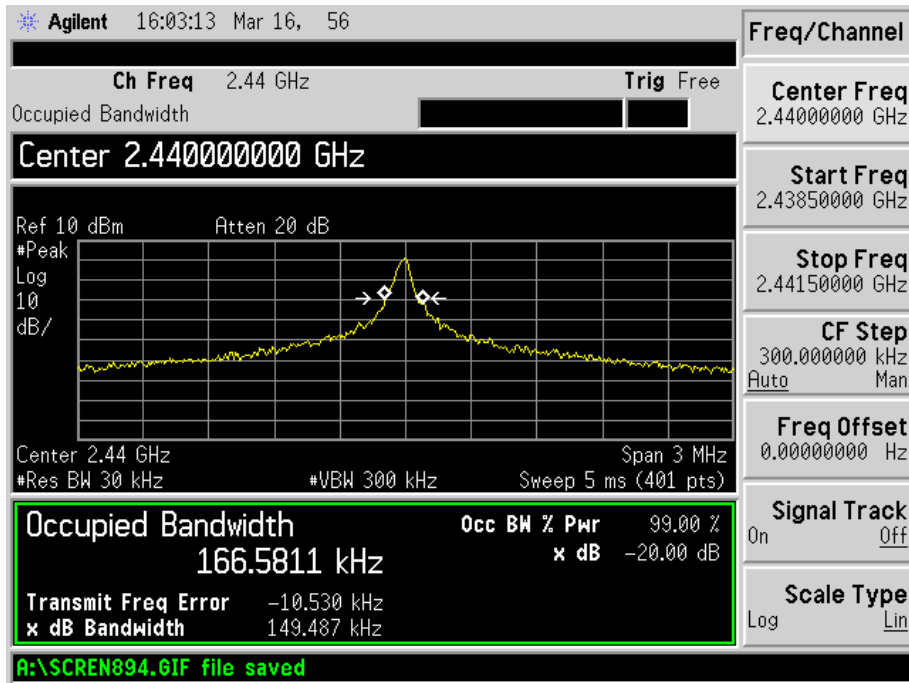 Agilent 16:03:13 Mar 16, 56
Ch Freq 2.44 GHz Trig Free
Occupied Bandwidth
Center 2.440000000 GHz
Ref 10 dBm Atten 20 dB
#Peak
Log
10
dB/
Center 2.44 GHz Span 3 MHz
#Res BW 30 kHz #VBW 300 kHz Sweep 5 ms (401 pts)
Occupied Bandwidth Occ BW % Pwr 99.00 %
166.5811 kHz x dB -20.00 dB
Transmit Freq Error -10.530 kHz
x dB Bandwidth 149.487 kHz
A:\SCREN894.GIF file saved
Freq/Channel
Center Freq
2.44000000 GHz
Start Freq
2.43850000 GHz
Stop Freq
2.44150000 GHz
CF Step
300.000000 kHz
Auto Man
Freq Offset
0.00000000 Hz
Signal Track
On Off
Scale Type
Log Lin